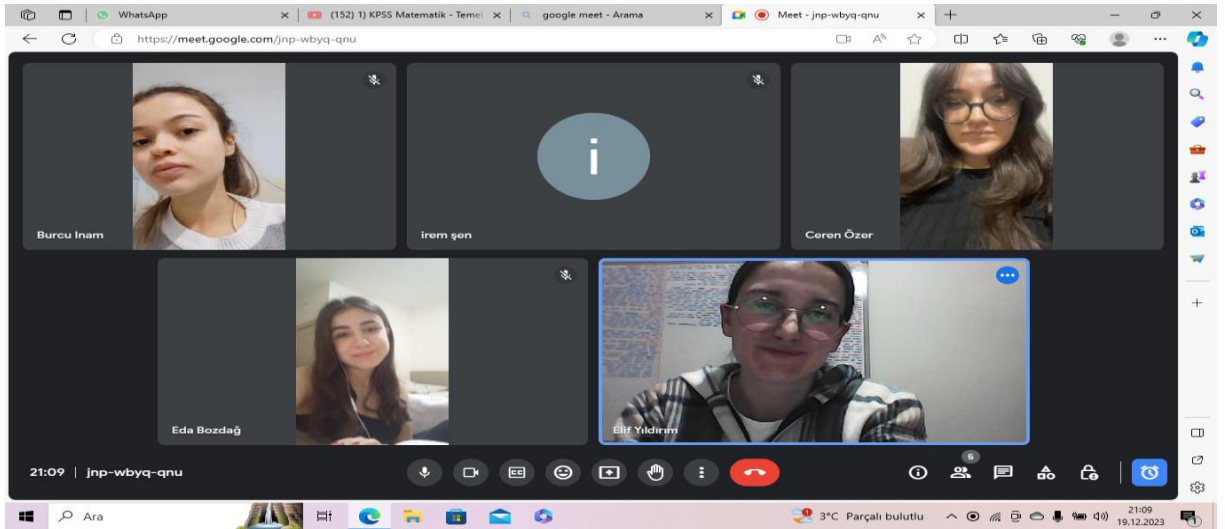 WhatsApp
(152) 1) KPSS Matematik - Temel
google meet - Arama
Meet - jnp-wbyq-qnu
https://meet.google.com/jnp-wbyq-qnu
Burcu Inam
i
irem şen
Ceren Özer
Eda Bozdağ
Elif Yıldırım
21:09 | jnp-wbyq-qnu
CC
Ara
3°C Parçalı bulutlu
21:09
19.12.2023